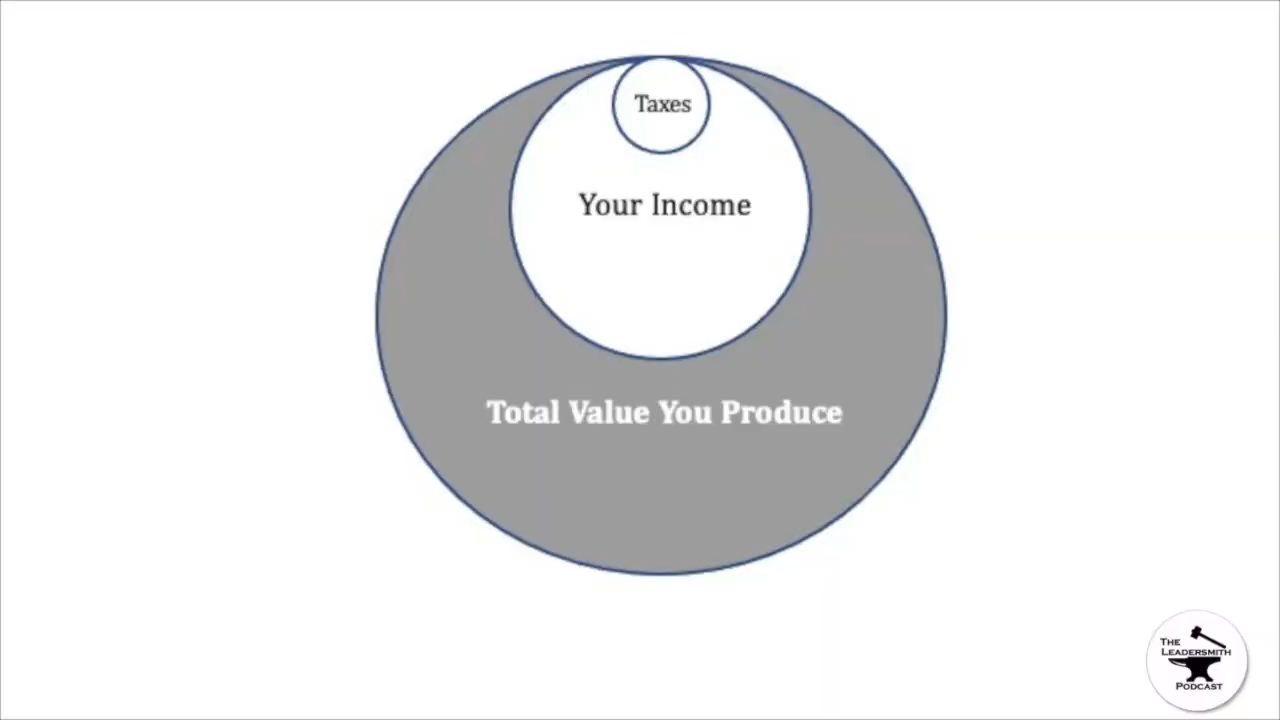 Taxes
Your Income
Total Value You Produce
THE
LEADERSMITH
PODCAST